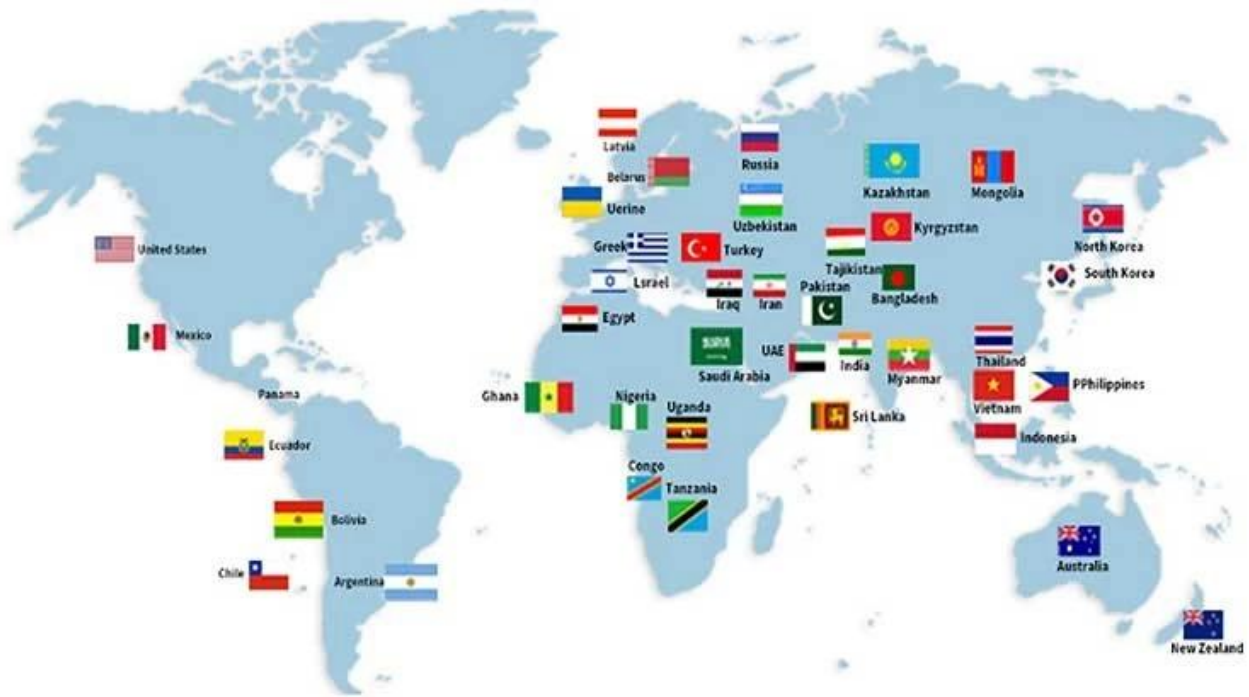 Latvia
Russia
Belarus
Kazakhstan
Mongolia
Uerine
Uzbekistan
Kyrgyzstan
North Korea
United States
Greek
Turkey
Tajikistan
South Korea
Lsrael
Iraq
Iran
Pakistan
Bangladesh
Egypt
Mexico
Saudi Arabia
UAE
India
Myanmar
Thailand
Panama
Ghana
Nigeria
Uganda
Vietnam
PPhilippines
Ecuador
Sri Lanka
Indonesia
Congo
Tanzania
Bolivia
Chile
Argentina
Australia
New Zealand